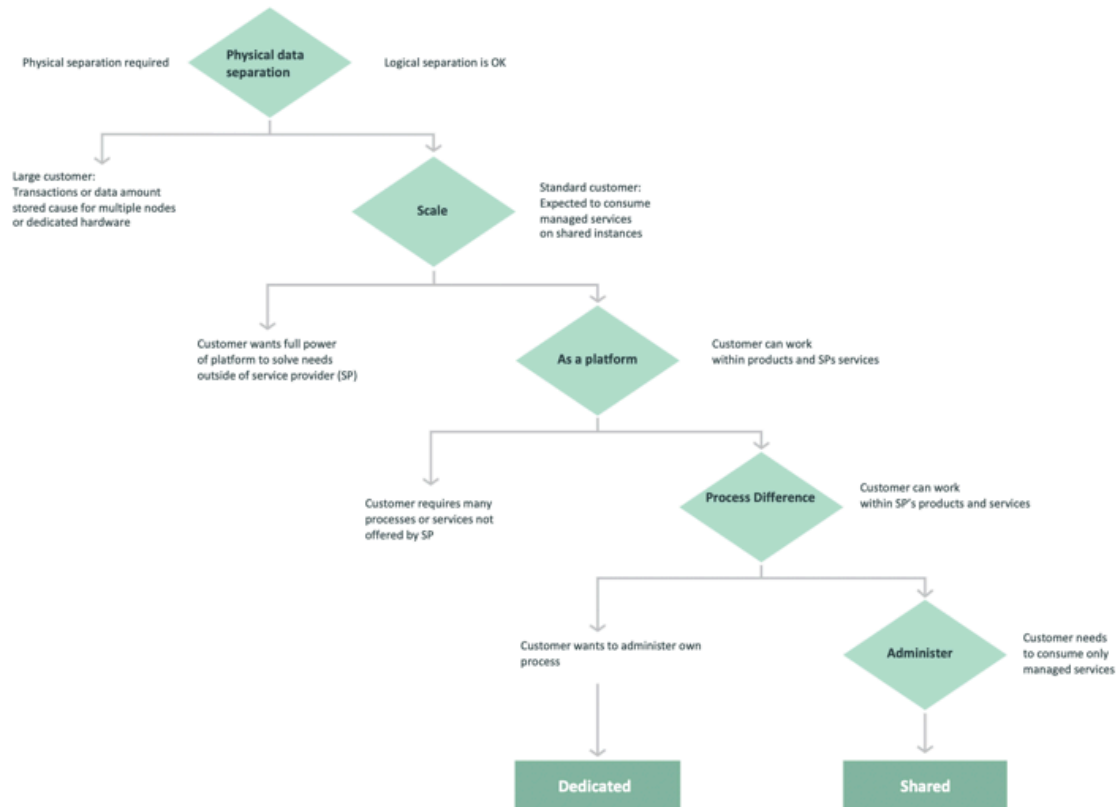 Physical separation required
Physical data
separation
Logical separation is OK
Large customer:
Transactions or data amount
stored cause for multiple nodes
or dedicated hardware
Scale
Standard customer:
Expected to consume
managed services
on shared instances
Customer wants full power
of platform to solve needs
outside of service provider (SP)
As a platform
Customer can work
within products and SPs services
Customer requires many
processes or services not
offered by SP
Process Difference
Customer can work
within SP's products and services
Customer wants to administer own
process
Administer
Customer needs
to consume only
managed services
Dedicated
Shared